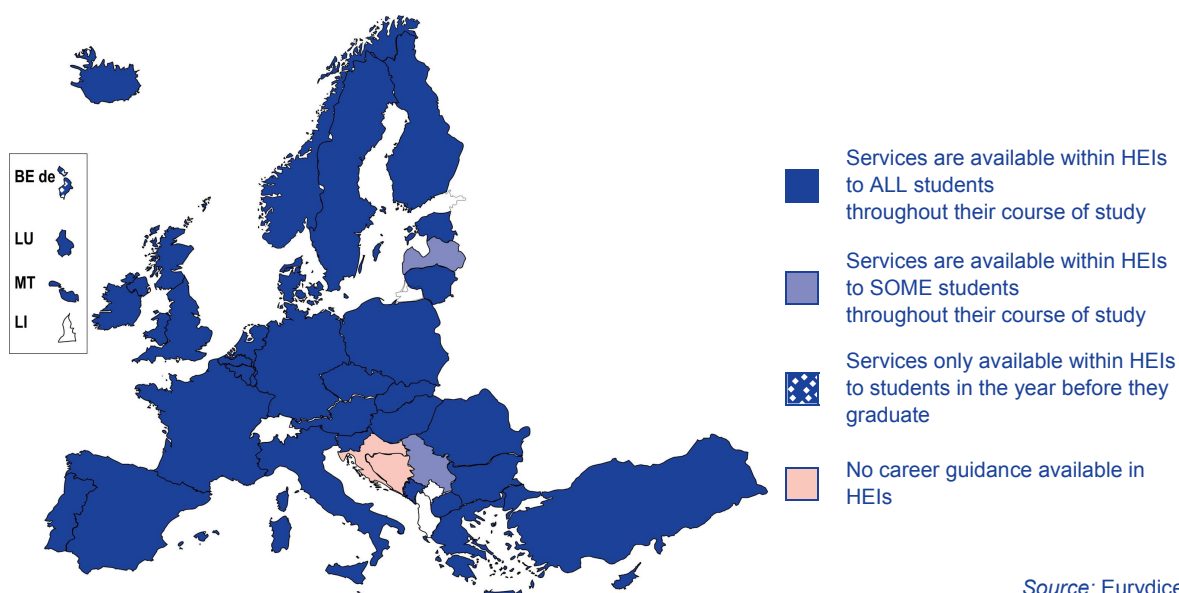 BE de
LU
MT
LI
Services are available within HEIs
to ALL students
throughout their course of study
Services are available within HEIs
to SOME students
throughout their course of study
Services only available within HEIs
to students in the year before they
graduate
No career guidance available in
HEIs
Source: Eurydice